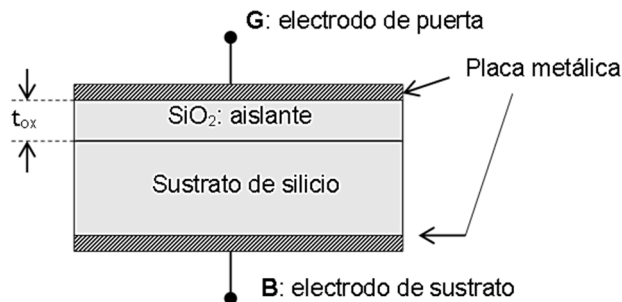 G: electrodo de puerta
Placa metálica
tox
SiO₂: aislante
Sustrato de silicio
B: electrodo de sustrato